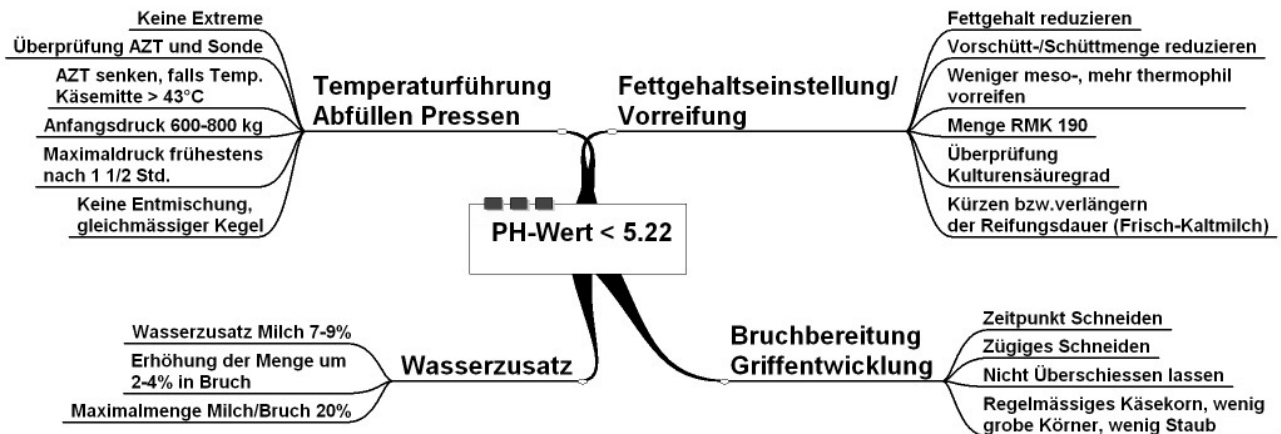 Keine Extreme
Überprüfung AZT und Sonde
AZT senken, falls Temp.
Käsemitte > 43°C
Anfangsdruck 600-800 kg
Maximaldruck frühestens
nach 1 1/2 Std.
Keine Entmischung,
gleichmässiger Kegel
Temperaturführung
Abfüllen Pressen
Fettgehaltseinstellung/
Vorreifung
Fettgehalt reduzieren
Vorschütt-/Schüttmenge reduzieren
Weniger meso-, mehr thermophil
vorreifen
Menge RMK 190
Überprüfung
Kulturensäuregrad
Kürzen bzw.verlängern
der Reifungsdauer (Frisch-Kaltmilch)
PH-Wert < 5.22
Wasserzusatz Milch 7-9%
Erhöhung der Menge um
2-4% in Bruch
Maximalmenge Milch/Bruch 20%
Wasserzusatz
Bruchbereitung
Griffentwicklung
Zeitpunkt Schneiden
Zügiges Schneiden
Nicht Überschiessen lassen
Regelmässiges Käsekorn, wenig
grobe Körner, wenig Staub